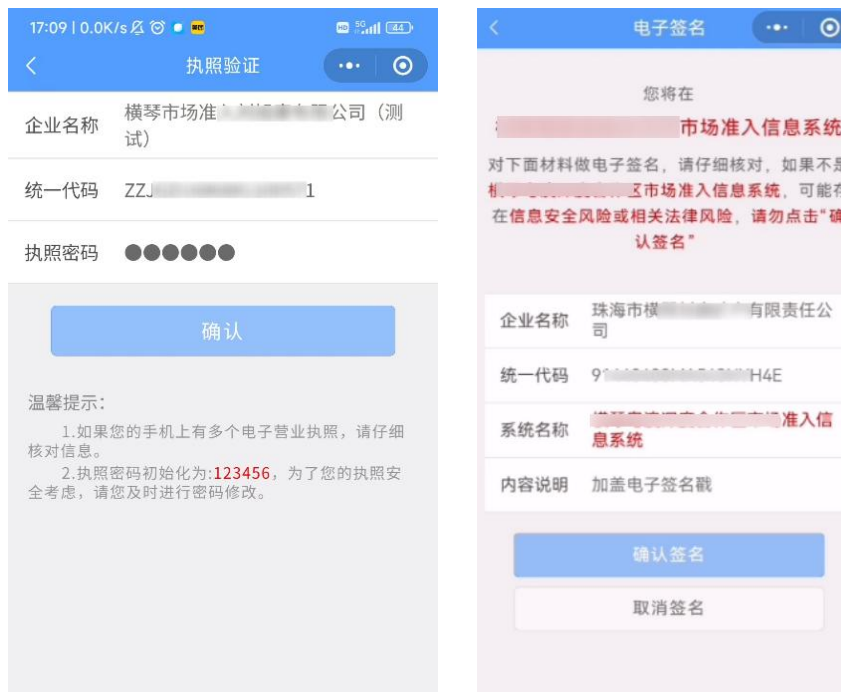 17:09 | 0.0K/s
HD 5G 44
执照验证
企业名称 横琴市场准 公司（测
试）
统一代码 ZZJ 1
执照密码 ●●●●●●
确认
温馨提示：
1.如果您的手机上有多个电子营业执照，请仔细
核对信息。
2.执照密码初始化为:123456，为了您的执照安
全考虑，请您及时进行密码修改。
电子签名
您将在
市场准入信息系统
对下面材料做电子签名，请仔细核对，如果不是
区市场准入信息系统，可能存
在信息安全风险或相关法律风险，请勿点击“确
认签名”
企业名称 珠海市横 有限责任公
司
统一代码 91 H4E
系统名称 准入信
息系统
内容说明 加盖电子签名戳
确认签名
取消签名